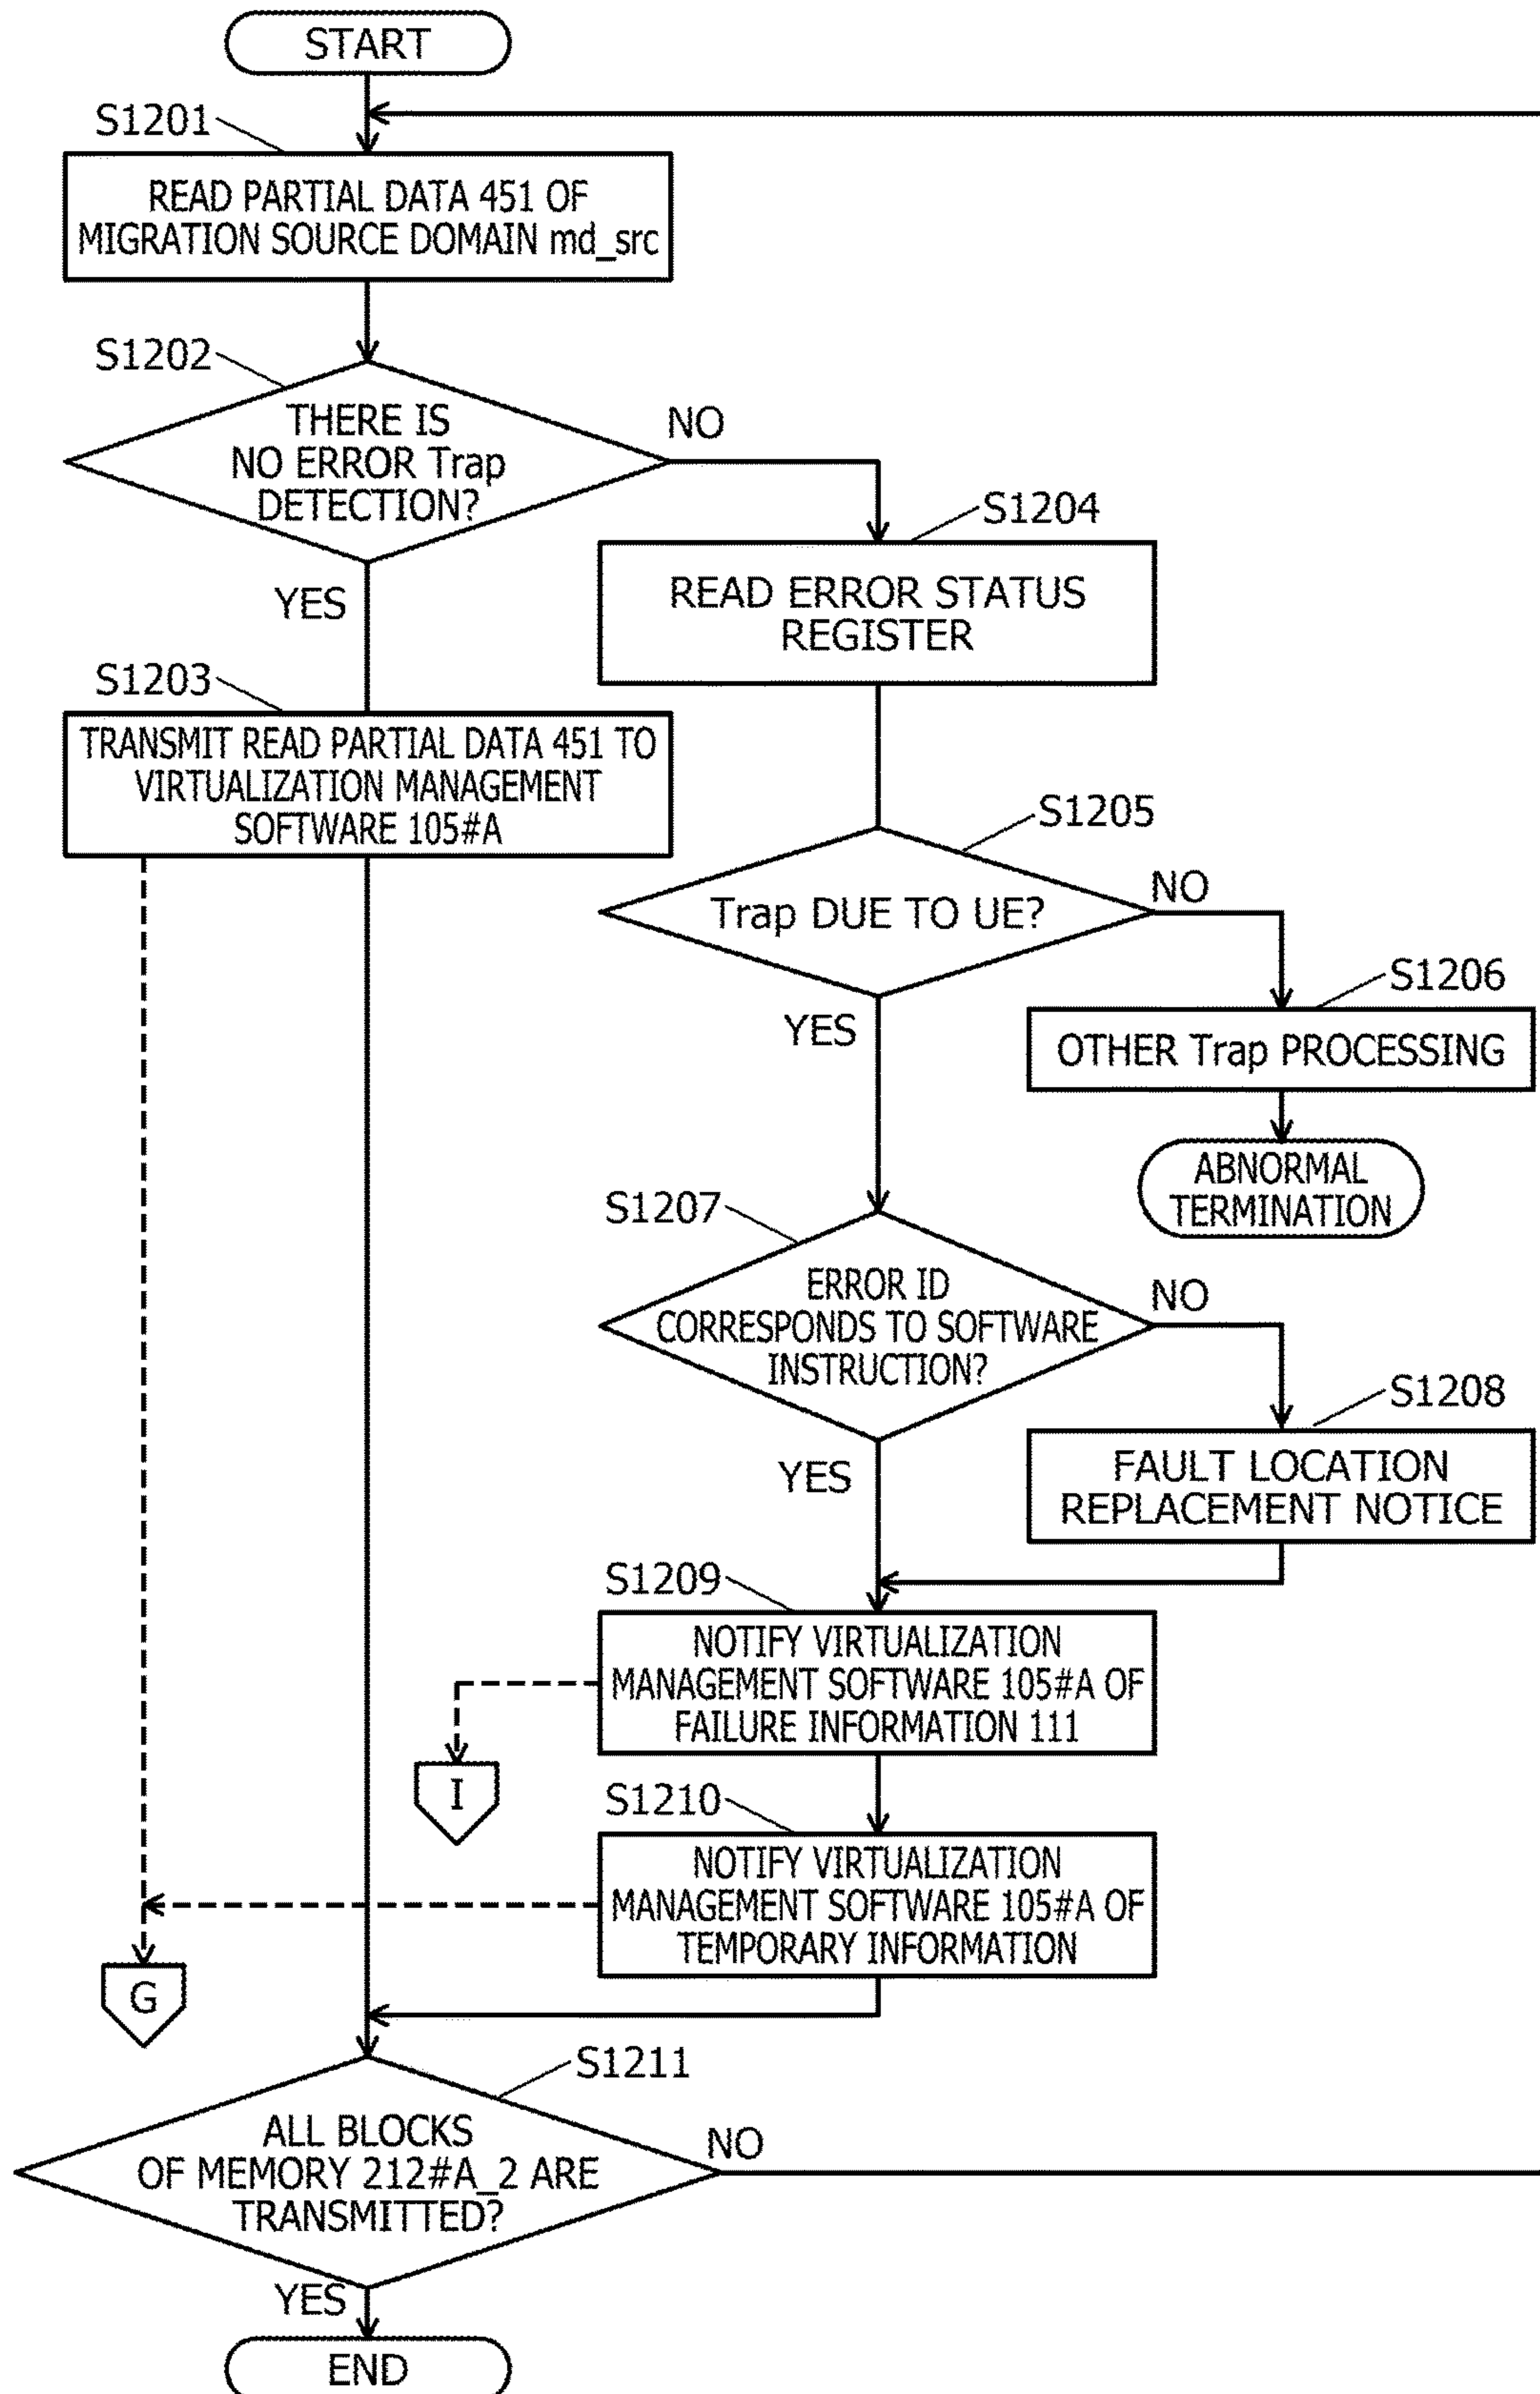 START
S1201
READ PARTIAL DATA 451 OF
MIGRATION SOURCE DOMAIN md_src
S1202
THERE IS
NO ERROR Trap
DETECTION?
NO
YES
S1204
READ ERROR STATUS
REGISTER
S1203
TRANSMIT READ PARTIAL DATA 451 TO
VIRTUALIZATION MANAGEMENT
SOFTWARE 105#A
S1205
Trap DUE TO UE?
NO
YES
S1206
OTHER Trap PROCESSING
ABNORMAL
TERMINATION
S1207
ERROR ID
CORRESPONDS TO SOFTWARE
INSTRUCTION?
NO
YES
S1208
FAULT LOCATION
REPLACEMENT NOTICE
S1209
NOTIFY VIRTUALIZATION
MANAGEMENT SOFTWARE 105#A OF
FAILURE INFORMATION 111
I
S1210
NOTIFY VIRTUALIZATION
MANAGEMENT SOFTWARE 105#A OF
TEMPORARY INFORMATION
G
S1211
ALL BLOCKS
OF MEMORY 212#A_2 ARE
TRANSMITTED?
NO
YES
END